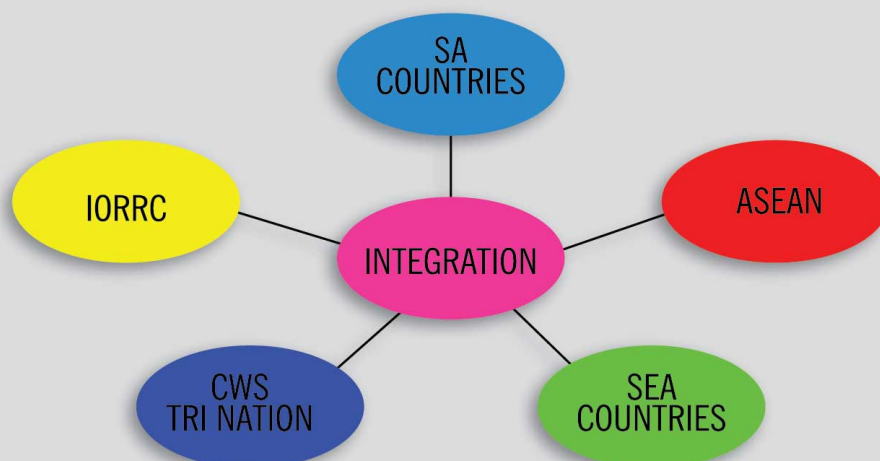 SA
COUNTRIES
IORRC
ASEAN
INTEGRATION
CWS
TRI NATION
SEA
COUNTRIES